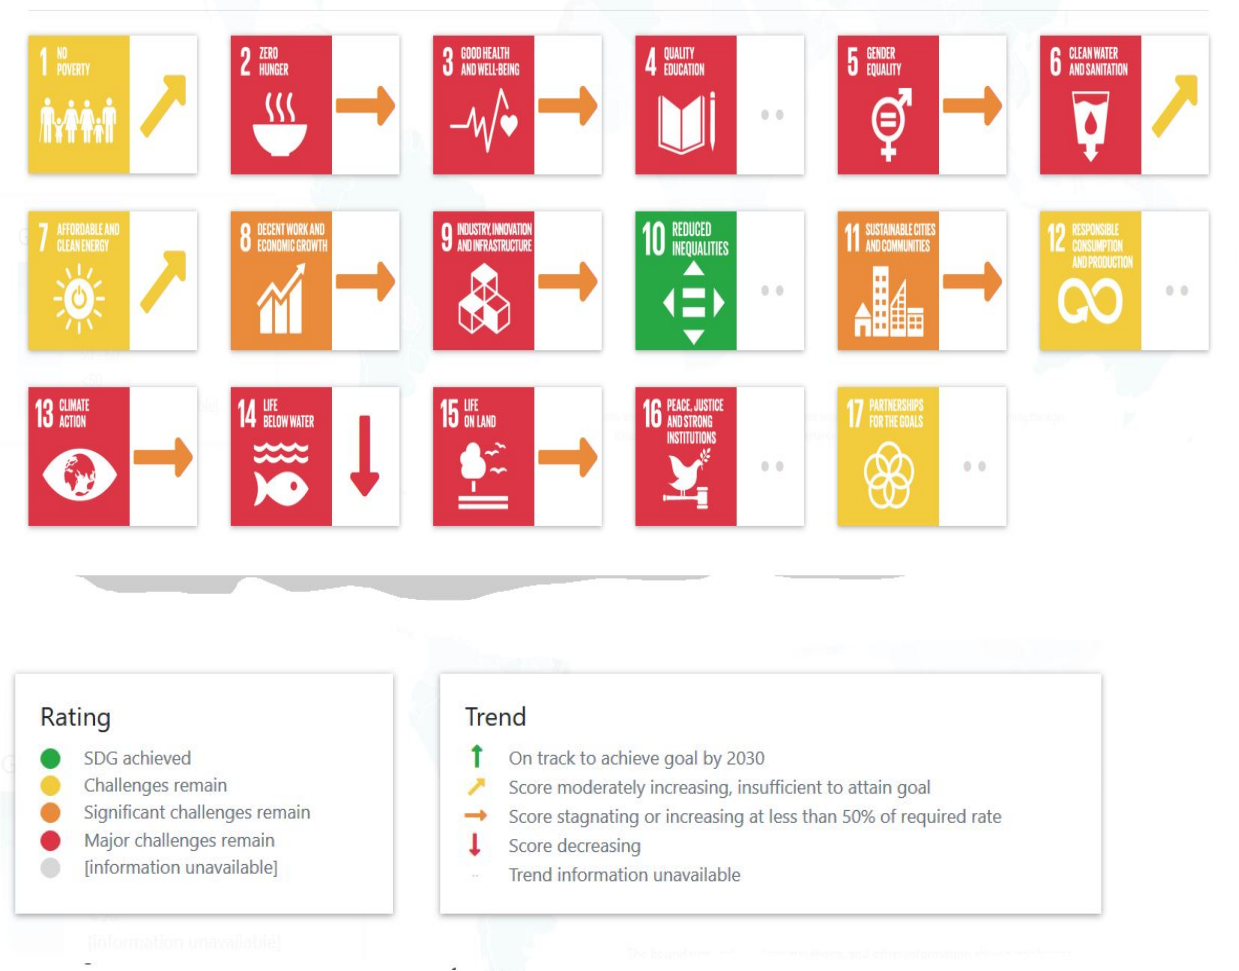 1 NO
POVERTY
2 ZERO
HUNGER
3 GOOD HEALTH
AND WELL-BEING
4 QUALITY
EDUCATION
5 GENDER
EQUALITY
6 CLEAN WATER
AND SANITATION
7 AFFORDABLE AND
CLEAN ENERGY
8 DECENT WORK AND
ECONOMIC GROWTH
9 INDUSTRY, INNOVATION
AND INFRASTRUCTURE
10 REDUCED
INEQUALITIES
11 SUSTAINABLE CITIES
AND COMMUNITIES
12 RESPONSIBLE
CONSUMPTION
AND PRODUCTION
13 CLIMATE
ACTION
14 LIFE
BELOW WATER
15 LIFE
ON LAND
16 PEACE, JUSTICE
AND STRONG
INSTITUTIONS
17 PARTNERSHIPS
FOR THE GOALS
Rating
SDG achieved
Challenges remain
Significant challenges remain
Major challenges remain
[information unavailable]
Trend
On track to achieve goal by 2030
Score moderately increasing, insufficient to attain goal
Score stagnating or increasing at less than 50% of required rate
Score decreasing
Trend information unavailable
[information unavailable]